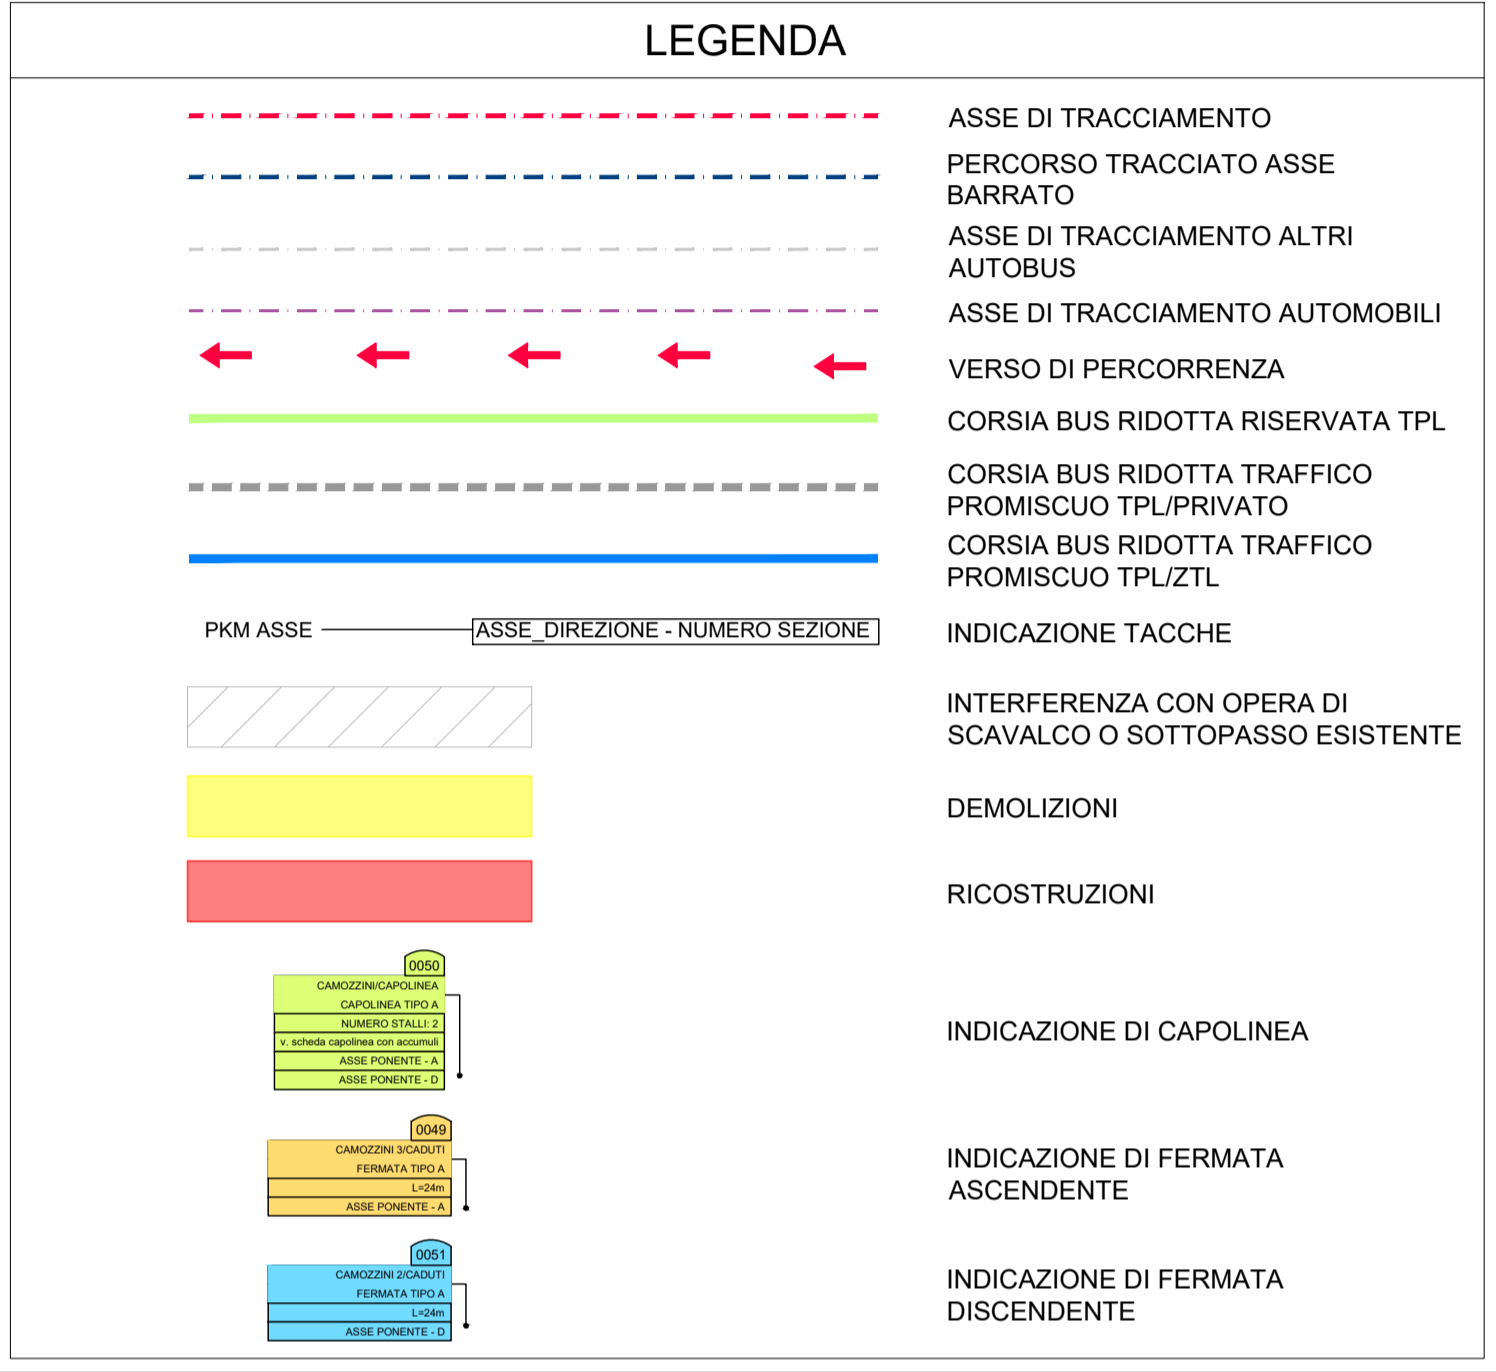 LEGENDA
ASSE DI TRACCIAMENTO
PERCORSO TRACCIATO ASSE
BARRATO
ASSE DI TRACCIAMENTO ALTRI
AUTOBUS
ASSE DI TRACCIAMENTO AUTOMOBILI
VERSO DI PERCORRENZA
CORSIA BUS RIDOTTA RISERVATA TPL
CORSIA BUS RIDOTTA TRAFFICO
PROMISCUO TPL/PRIVATO
CORSIA BUS RIDOTTA TRAFFICO
PROMISCUO TPL/ZTL
PKM ASSE
ASSE_DIREZIONE - NUMERO SEZIONE
INDICAZIONE TACCHE
INTERFERENZA CON OPERA DI
SCAVALCO O SOTTOPASSO ESISTENTE
DEMOLIZIONI
RICOSTRUZIONI
0050
CAMOZZINI/CAPOLINEA
CAPOLINEA TIPO A
NUMERO STALLI: 2
v. scheda capolinea con accumuli
ASSE PONENTE - A
ASSE PONENTE - D
INDICAZIONE DI CAPOLINEA
0049
CAMOZZINI 3/CADUTI
FERMATA TIPO A
L=24m
ASSE PONENTE - A
INDICAZIONE DI FERMATA
ASCENDENTE
0051
CAMOZZINI 2/CADUTI
FERMATA TIPO A
L=24m
ASSE PONENTE - D
INDICAZIONE DI FERMATA
DISCENDENTE